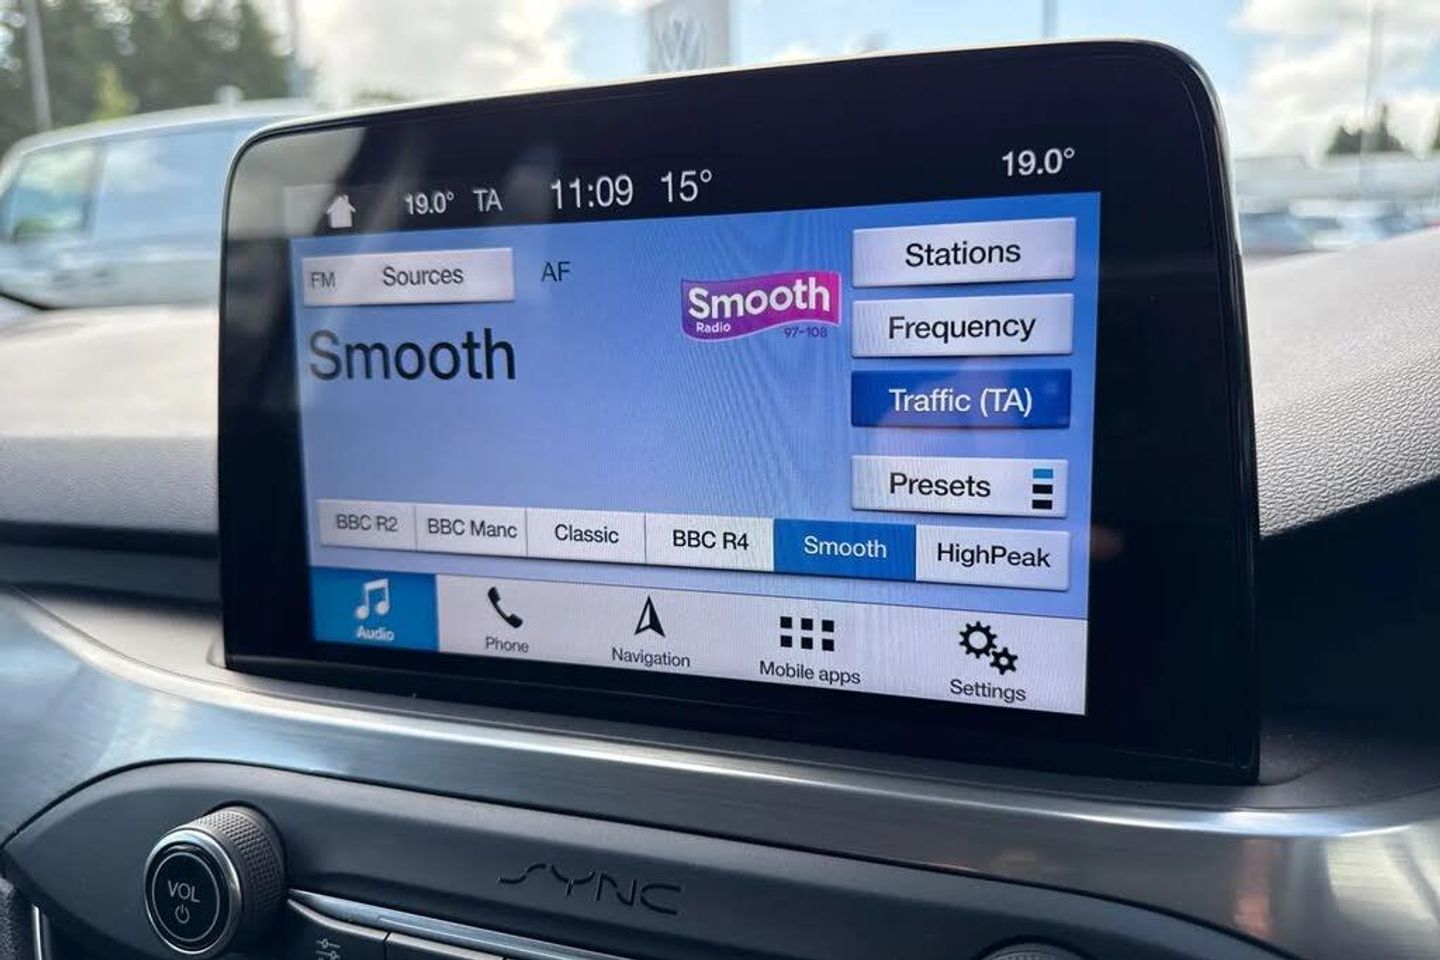 19.0° TA 11:09 15° 19.0°
FM Sources AF
Smooth
Radio
97-108
Stations
Smooth
Frequency
Traffic (TA)
Presets
BBC R2 BBC Manc Classic BBC R4 Smooth HighPeak
Audio Phone Navigation Mobile apps Settings
VOL
SYNC